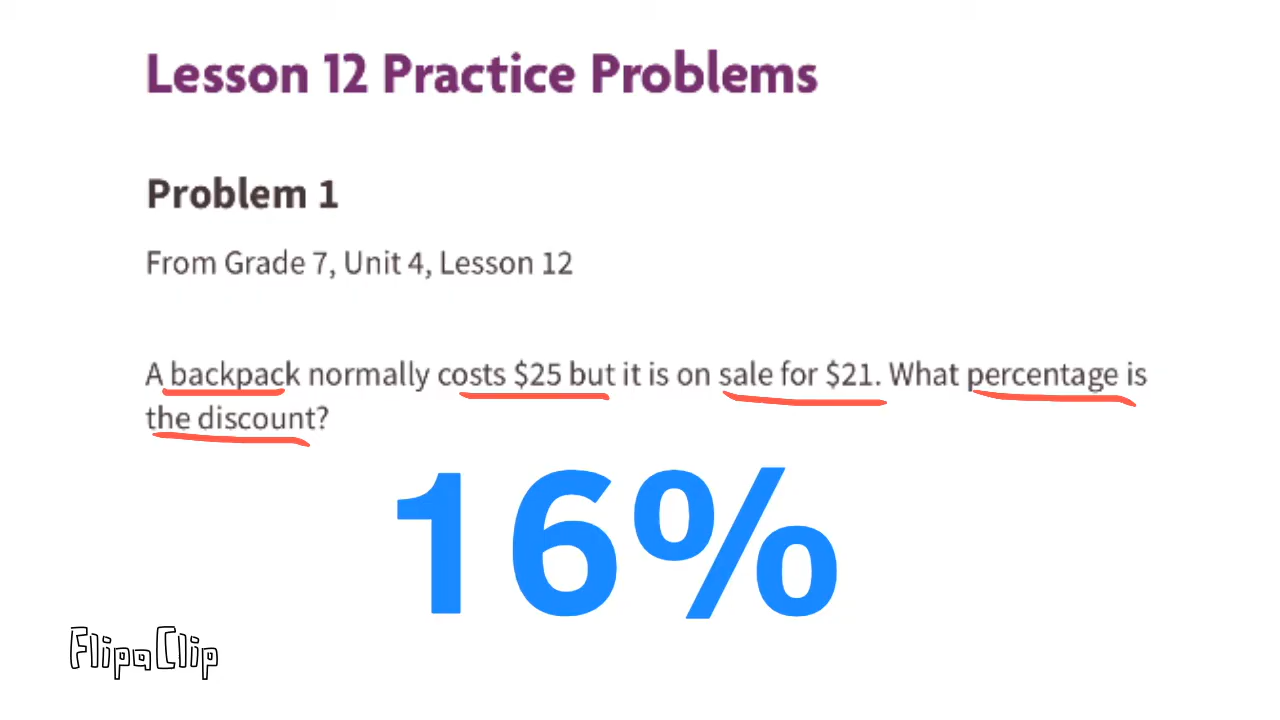 Lesson 12 Practice Problems
Problem 1
From Grade 7, Unit 4, Lesson 12
A backpack normally costs $25 but it is on sale for $21. What percentage is
the discount?
16%
FlipaClip